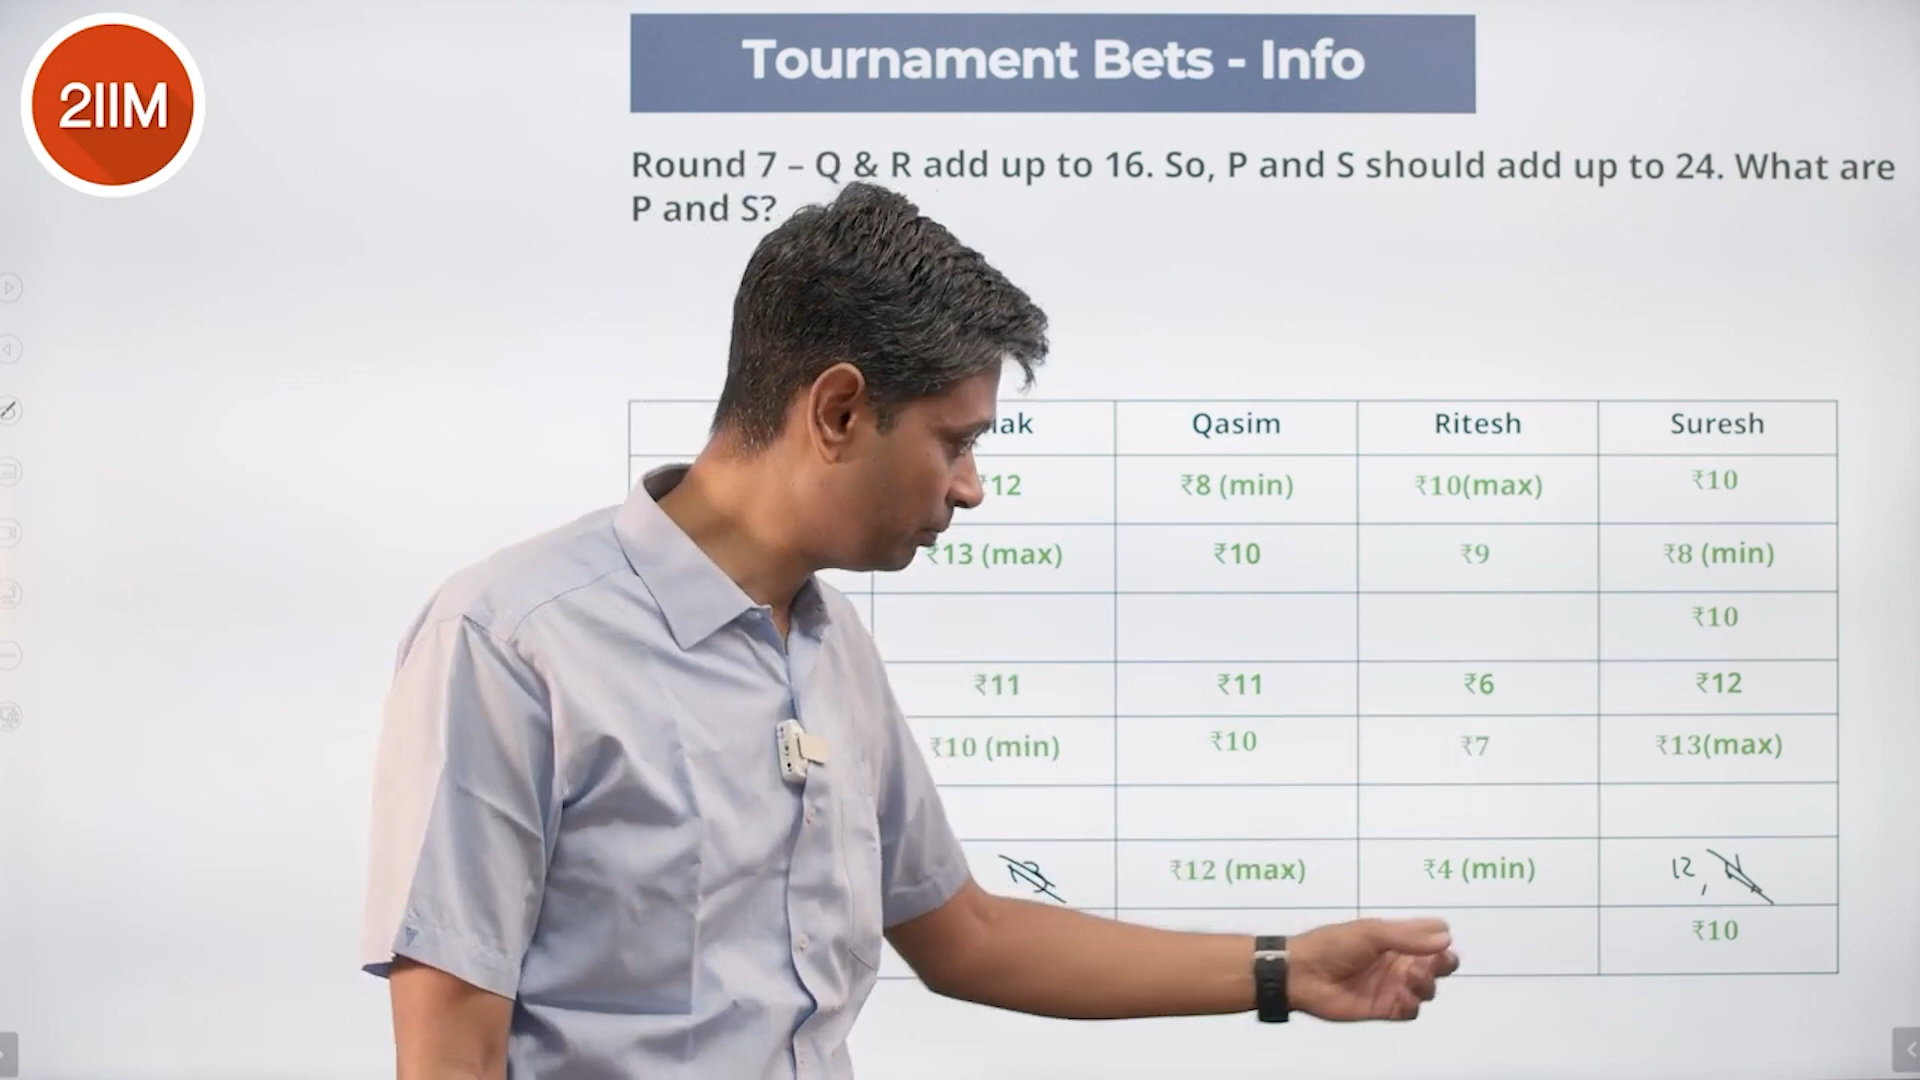 2IIM
Tournament Bets - Info
Round 7 – Q & R add up to 16. So, P and S should add up to 24. What are
P and S?
Qasim Ritesh Suresh
₹8 (min) ₹10(max) ₹10
₹13 (max) ₹10 ₹9 ₹8 (min)
₹10
₹11 ₹11 ₹6 ₹12
₹10 (min) ₹10 ₹7 ₹13(max)
₹12 (max) ₹4 (min) 12,
₹10